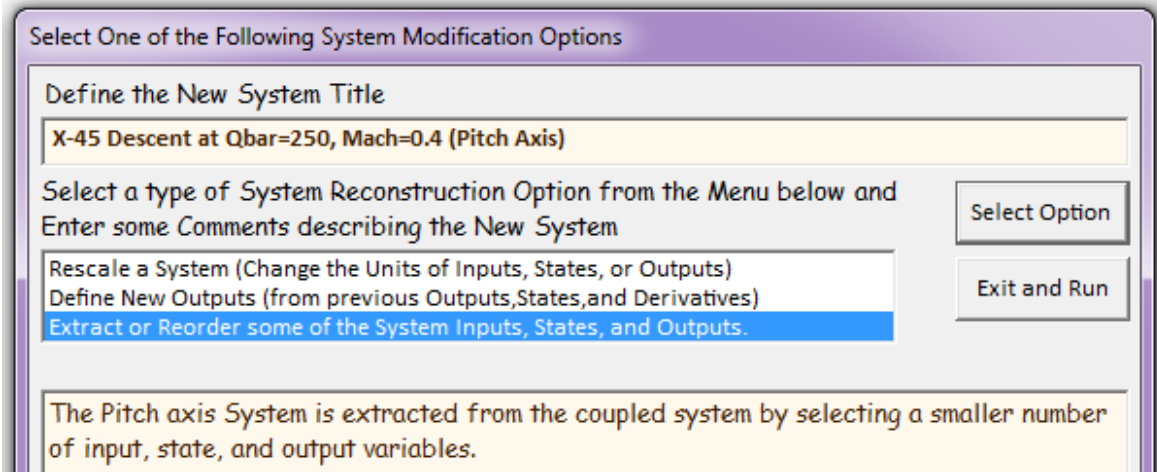 Select One of the Following System Modification Options
Define the New System Title
X-45 Descent at Qbar=250, Mach=0.4 (Pitch Axis)
Select a type of System Reconstruction Option from the Menu below and
Enter some Comments describing the New System
Select Option
Rescale a System (Change the Units of Inputs, States, or Outputs)
Define New Outputs (from previous Outputs,States,and Derivatives)
Extract or Reorder some of the System Inputs, States, and Outputs.
Exit and Run
The Pitch axis System is extracted from the coupled system by selecting a smaller number
of input, state, and output variables.